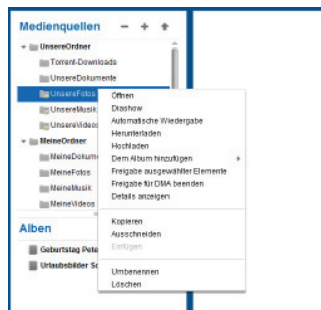 Medienquellen
UnsereOrdner
Torrent-Downloads
UnsereDokumente
UnsereFotos
UnsereMusik
UnsereVideos
MeineOrdner
MeineDokume
MeineFotos
MeineMusik
MeineVideos
Alben
Geburtstag Pete
Urlaubsbilder So
Öffnen
Diashow
Automatische Wiedergabe
Herunterladen
Hochladen
Dem Album hinzufügen
Freigabe ausgewählter Elemente
Freigabe für DMA beenden
Details anzeigen
Kopieren
Ausschneiden
Einfügen
Umbenennen
Löschen